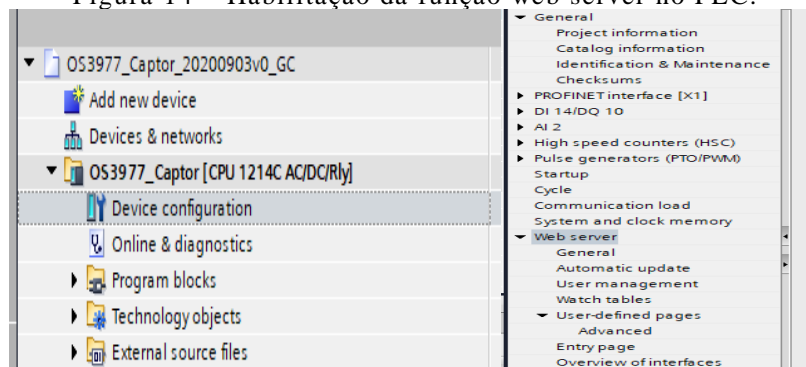 Figura 14 – Habilitação da função web server no PLC.
OS3977_Captor_20200903v0_GC
Add new device
Devices & networks
OS3977_Captor [CPU 1214C AC/DC/Rly]
Device configuration
Online & diagnostics
Program blocks
Technology objects
External source files
General
Project information
Catalog information
Identification & Maintenance
Checksums
PROFINET interface [X1]
DI 14/DQ 10
AI 2
High speed counters (HSC)
Pulse generators (PTO/PWM)
Startup
Cycle
Communication load
System and clock memory
Web server
General
Automatic update
User management
Watch tables
User-defined pages
Advanced
Entry page
Overview of interfaces